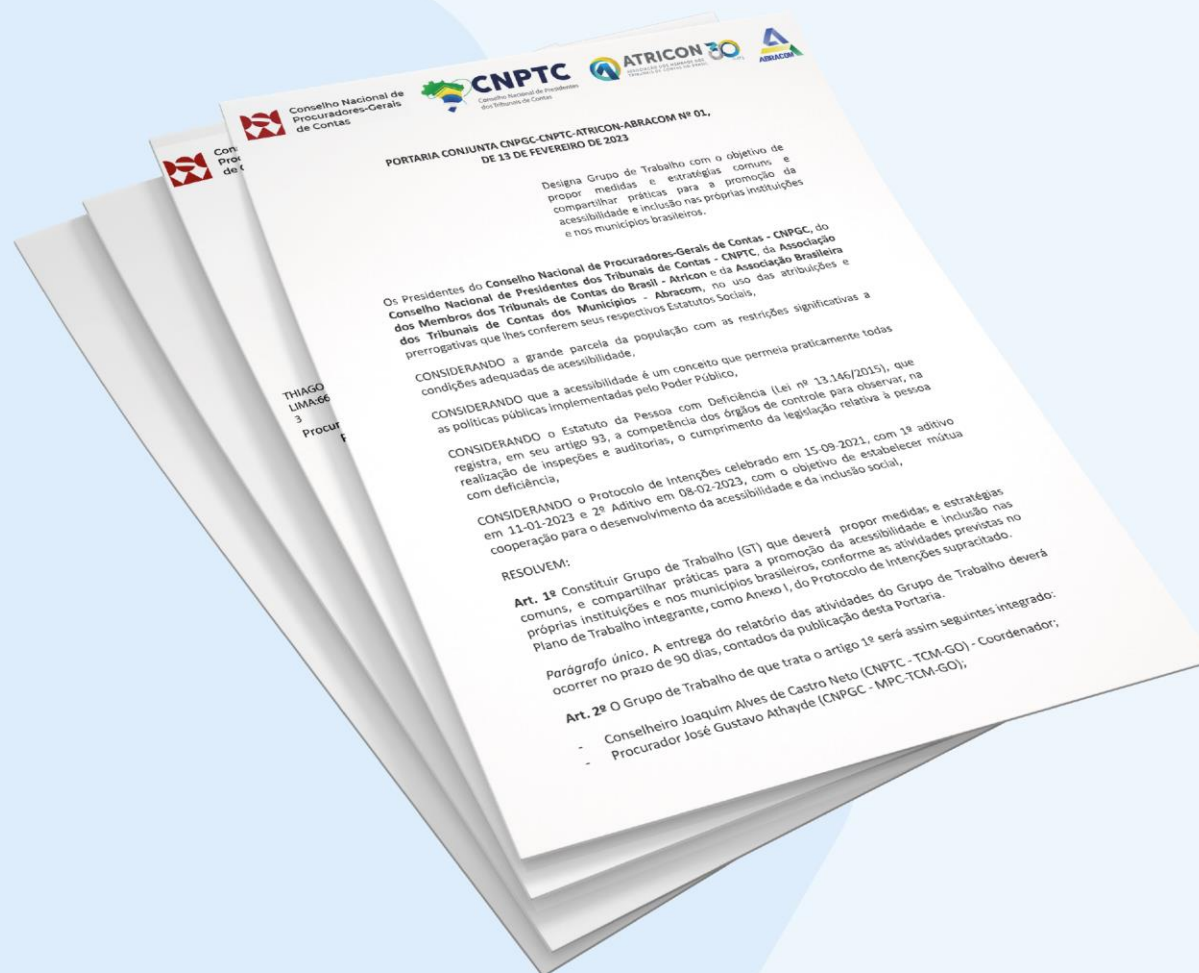 Conselho Nacional de
Procuradores-Gerais
de Contas
CNPTC
Conselho Nacional de Presidentes
dos Tribunais de Contas
ATRICON 30
ASSOCIAÇÃO DOS MEMBROS DOS
TRIBUNAIS DE CONTAS DO BRASIL
ABRACOM
PORTARIA CONJUNTA CNPGC-CNPTC-ATRICON-ABRACOM Nº 01,
DE 13 DE FEVEREIRO DE 2023
Designa Grupo de Trabalho com o objetivo de
propor medidas e estratégias comuns e
compartilhar práticas para a promoção da
acessibilidade e inclusão nas próprias instituições
e nos municípios brasileiros.
Os Presidentes do Conselho Nacional de Procuradores-Gerais de Contas - CNPGC, do
Conselho Nacional de Presidentes dos Tribunais de Contas - CNPTC, da Associação
dos Membros dos Tribunais de Contas do Brasil - Atricon e da Associação Brasileira
dos Tribunais de Contas dos Municípios - Abracom, no uso das atribuições e
prerrogativas que lhes conferem seus respectivos Estatutos Sociais,
CONSIDERANDO a grande parcela da população com as restrições significativas a
condições adequadas de acessibilidade,
CONSIDERANDO que a acessibilidade é um conceito que permeia praticamente todas
as políticas públicas implementadas pelo Poder Público,
CONSIDERANDO o Estatuto da Pessoa com Deficiência (Lei nº 13.146/2015), que
registra, em seu artigo 93, a competência dos órgãos de controle para observar, na
realização de inspeções e auditorias, o cumprimento da legislação relativa à pessoa
com deficiência,
CONSIDERANDO o Protocolo de Intenções celebrado em 15-09-2021, com 1º aditivo
em 11-01-2023 e 2º Aditivo em 08-02-2023, com o objetivo de estabelecer mútua
cooperação para o desenvolvimento da acessibilidade e da inclusão social,
RESOLVEM:
Art. 1º Constituir Grupo de Trabalho (GT) que deverá propor medidas e estratégias
comuns, e compartilhar práticas para a promoção da acessibilidade e inclusão nas
próprias instituições e nos municípios brasileiros, conforme as atividades previstas no
Plano de Trabalho integrante, como Anexo I, do Protocolo de Intenções supracitado.
Parágrafo único. A entrega do relatório das atividades do Grupo de Trabalho deverá
ocorrer no prazo de 90 dias, contados da publicação desta Portaria.
Art. 2º O Grupo de Trabalho de que trata o artigo 1º será assim seguintes integrado:
- Conselheiro Joaquim Alves de Castro Neto (CNPTC - TCM-GO) - Coordenador;
- Procurador José Gustavo Athayde (CNPGC - MPC-TCM-GO);
THIAGO
LIMA:66
3